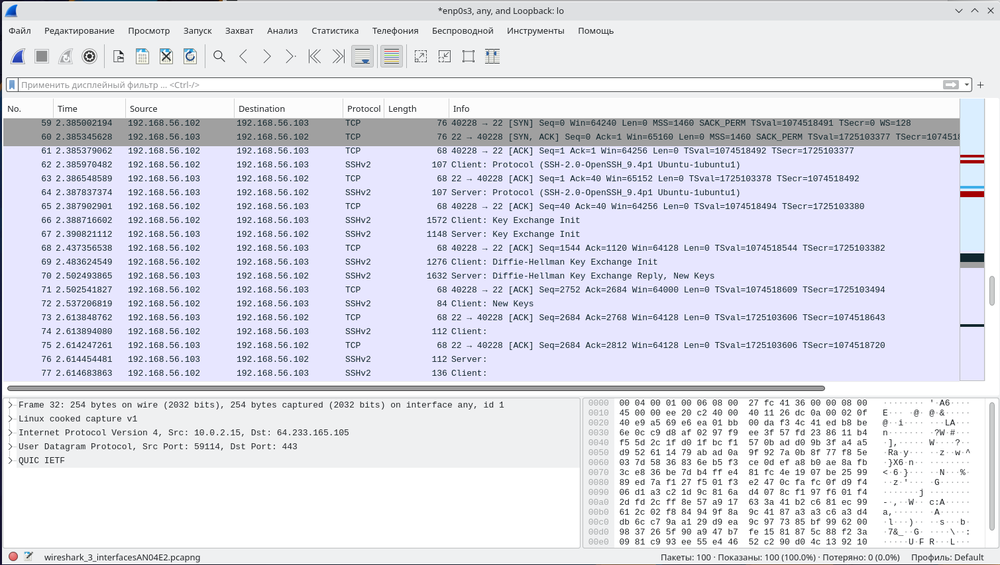 *enp0s3, any, and Loopback: lo
Файл Редактирование Просмотр Запуск Захват Анализ Статистика Телефония Беспроводной Инструменты Помощь
Применить дисплейный фильтр ... <Ctrl-/>
No. Time Source Destination Protocol Length Info
59 2.385002194 192.168.56.102 192.168.56.103 TCP 76 40228 → 22 [SYN] Seq=0 Win=64240 Len=0 MSS=1460 SACK_PERM TSval=1074518491 TSecr=0 WS=128
60 2.385345628 192.168.56.103 192.168.56.102 TCP 76 22 → 40228 [SYN, ACK] Seq=0 Ack=1 Win=65160 Len=0 MSS=1460 SACK_PERM TSval=1725103377 TSecr=107451
61 2.385379062 192.168.56.102 192.168.56.103 TCP 68 40228 → 22 [ACK] Seq=1 Ack=1 Win=64256 Len=0 TSval=1074518492 TSecr=1725103377
62 2.385970482 192.168.56.102 192.168.56.103 SSHv2 107 Client: Protocol (SSH-2.0-OpenSSH_9.4p1 Ubuntu-1ubuntu1)
63 2.386548589 192.168.56.103 192.168.56.102 TCP 68 22 → 40228 [ACK] Seq=1 Ack=40 Win=65152 Len=0 TSval=1725103378 TSecr=1074518492
64 2.387837374 192.168.56.103 192.168.56.102 SSHv2 107 Server: Protocol (SSH-2.0-OpenSSH_9.4p1 Ubuntu-1ubuntu1)
65 2.387902901 192.168.56.102 192.168.56.103 TCP 68 40228 → 22 [ACK] Seq=40 Ack=40 Win=64256 Len=0 TSval=1074518494 TSecr=1725103380
66 2.388716602 192.168.56.102 192.168.56.103 SSHv2 1572 Client: Key Exchange Init
67 2.390821112 192.168.56.103 192.168.56.102 SSHv2 1148 Server: Key Exchange Init
68 2.437356538 192.168.56.102 192.168.56.103 TCP 68 40228 → 22 [ACK] Seq=1544 Ack=1120 Win=64128 Len=0 TSval=1074518544 TSecr=1725103382
69 2.483624549 192.168.56.102 192.168.56.103 SSHv2 1276 Client: Diffie-Hellman Key Exchange Init
70 2.502493865 192.168.56.103 192.168.56.102 SSHv2 1632 Server: Diffie-Hellman Key Exchange Reply, New Keys
71 2.502541827 192.168.56.102 192.168.56.103 TCP 68 40228 → 22 [ACK] Seq=2752 Ack=2684 Win=64000 Len=0 TSval=1074518609 TSecr=1725103494
72 2.537206819 192.168.56.102 192.168.56.103 SSHv2 84 Client: New Keys
73 2.613848762 192.168.56.103 192.168.56.102 TCP 68 22 → 40228 [ACK] Seq=2684 Ack=2768 Win=64128 Len=0 TSval=1725103606 TSecr=1074518643
74 2.613894080 192.168.56.102 192.168.56.103 SSHv2 112 Client:
75 2.614247261 192.168.56.103 192.168.56.102 TCP 68 22 → 40228 [ACK] Seq=2684 Ack=2812 Win=64128 Len=0 TSval=1725103606 TSecr=1074518720
76 2.614454481 192.168.56.103 192.168.56.102 SSHv2 112 Server:
77 2.614683863 192.168.56.102 192.168.56.103 SSHv2 136 Client:
Frame 32: 254 bytes on wire (2032 bits), 254 bytes captured (2032 bits) on interface any, id 1
Linux cooked capture v1
Internet Protocol Version 4, Src: 10.0.2.15, Dst: 64.233.165.105
User Datagram Protocol, Src Port: 59114, Dst Port: 443
QUIC IETF
0000 00 04 00 01 00 06 08 00 27 fc 41 36 00 00 08 00 ········ '·A6····
0010 45 00 00 ee 20 c2 40 00 40 11 26 dc 0a 00 02 0f E··· ·@· @·&·····
0020 40 e9 a5 69 e6 ea 01 bb 00 da f3 4c 41 ed b8 be @··i···· ···LA···
0030 6e 0c c9 d8 af 02 97 f9 ee 3f 57 fd 23 86 11 b4 n······· ·?W·#···
0040 f5 5d 2c 1f d0 1f bc f1 57 0b ad d0 9b 3f a4 a5 ·],····· W····?··
0050 d9 52 61 14 79 ab ad 0a 9f 92 7a 0b 8f 77 f8 5e ·Ra·y··· ··z··w·^
0060 03 7d 58 36 83 6e b5 f3 ce 0d ef a8 b0 ae 8a fb ·}X6·n·· ········
0070 3c e8 36 be 7d b4 ff e4 81 fc 4e 19 07 be 25 99 <·6·}··· ··N···%·
0080 89 ed 7a f1 27 f5 01 f3 e2 47 0c fa fc 0f d9 f4 ··z·'··· ·G······
0090 06 d1 a3 c2 1d 9c 81 6a d4 07 8c f1 97 f6 01 f4 ·······j ········
00a0 2d fd 2c ff 8e 57 a9 17 63 3a 41 b2 c6 81 ec 99 -·,··W·· c:A·····
00b0 61 2c 02 f8 84 94 9f 8a 9c 41 87 a3 a3 c6 a3 d4 a,······ ·A······
00c0 db 6c c7 9a a1 29 d9 ea 9c 97 73 85 bf 99 62 00 ·l···)·· ··s···b·
00d0 98 37 26 5f 90 a9 47 b7 fe 15 81 87 5c 88 f2 3a ·7&_··G· ····\··:
00e0 09 81 c9 93 ee 55 e4 46 52 c2 90 d0 4c 13 92 10 ·····U·F R···L···
wireshark_3_interfacesAN04E2.pcapng Пакеты: 100 · Показаны: 100 (100.0%) · Потеряно: 0 (0.0%) Профиль: Default